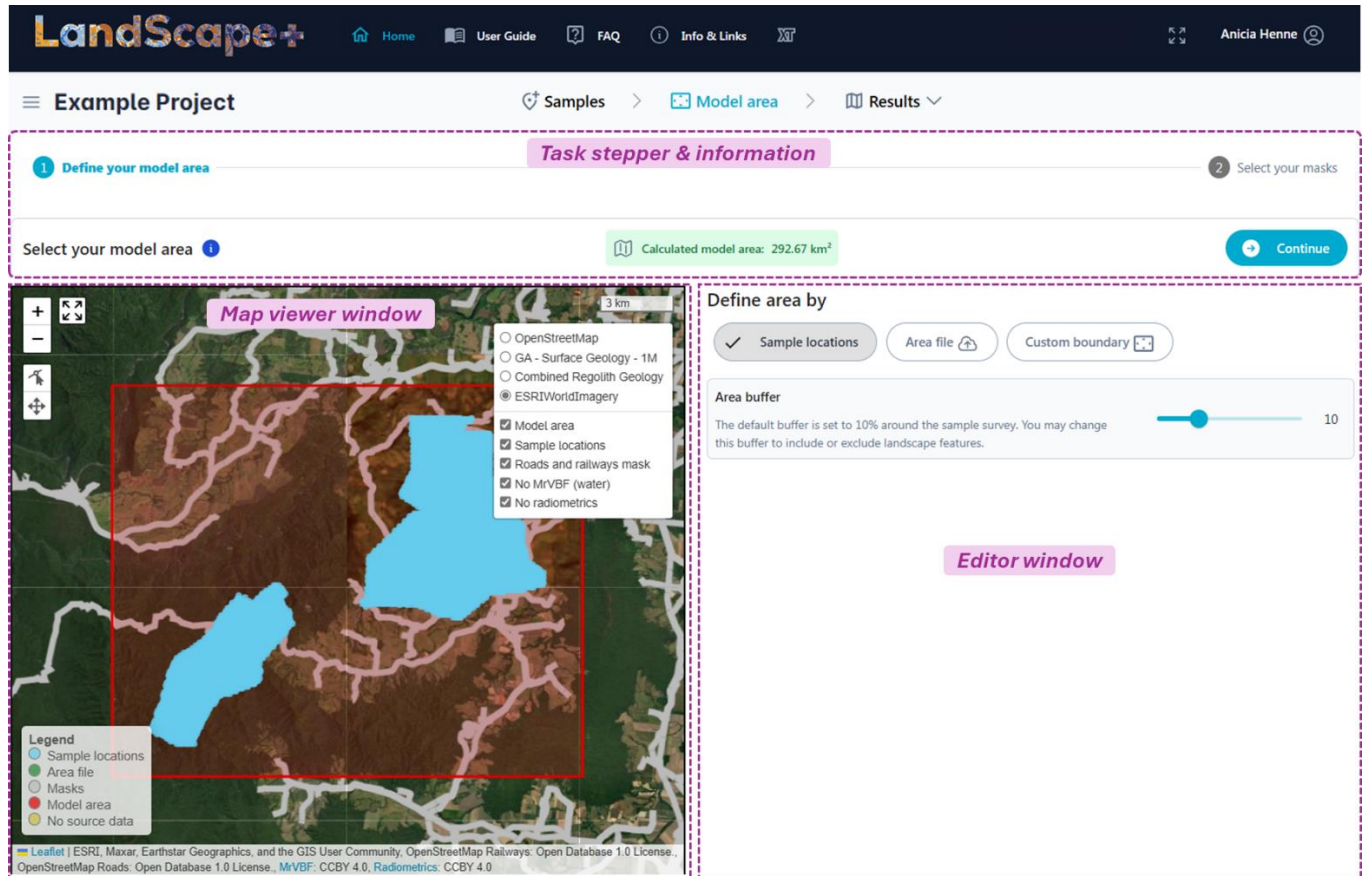 LandScape+
Home
User Guide
FAQ
Info & Links
Anicia Henne
Example Project
Samples
Model area
Results
Task stepper & information
1 Define your model area
2 Select your masks
Select your model area
Calculated model area: 292.67 km²
Continue
Map viewer window
+
−
3 km
OpenStreetMap
GA - Surface Geology - 1M
Combined Regolith Geology
ESRIWorldImagery
Model area
Sample locations
Roads and railways mask
No MrVBF (water)
No radiometrics
Legend
Sample locations
Area file
Masks
Model area
No source data
Leaflet | ESRI, Maxar, Earthstar Geographics, and the GIS User Community, OpenStreetMap Railways: Open Database 1.0 License.,
OpenStreetMap Roads: Open Database 1.0 License., MrVBF: CCBY 4.0, Radiometrics: CCBY 4.0
Define area by
Sample locations
Area file
Custom boundary
Area buffer
The default buffer is set to 10% around the sample survey. You may change
this buffer to include or exclude landscape features.
10
Editor window